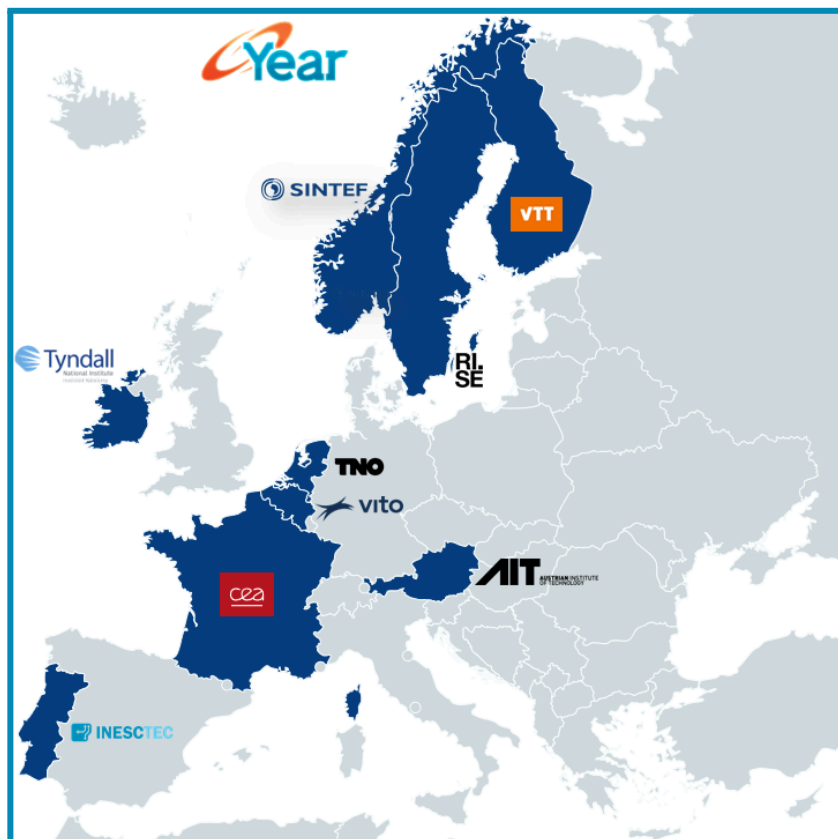 Year
SINTEF
VTT
Tyndall
National Institute
RI.
SE
TNO
vito
AIT AUSTRIAN INSTITUTE
OF TECHNOLOGY
cea
INESCTEC